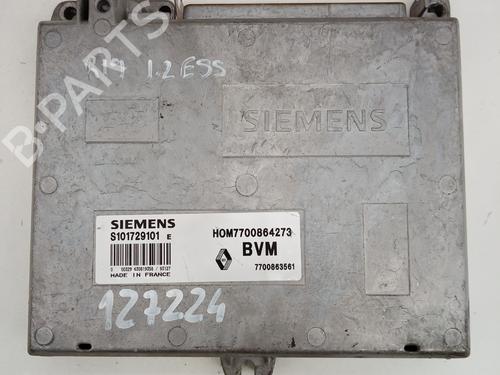 R19 1.2 ESS
B-PARTS
SIEMENS
SIEMENS
S101729101 E
HOM7700864273
BVM
7700863561
MADE IN FRANCE
127224